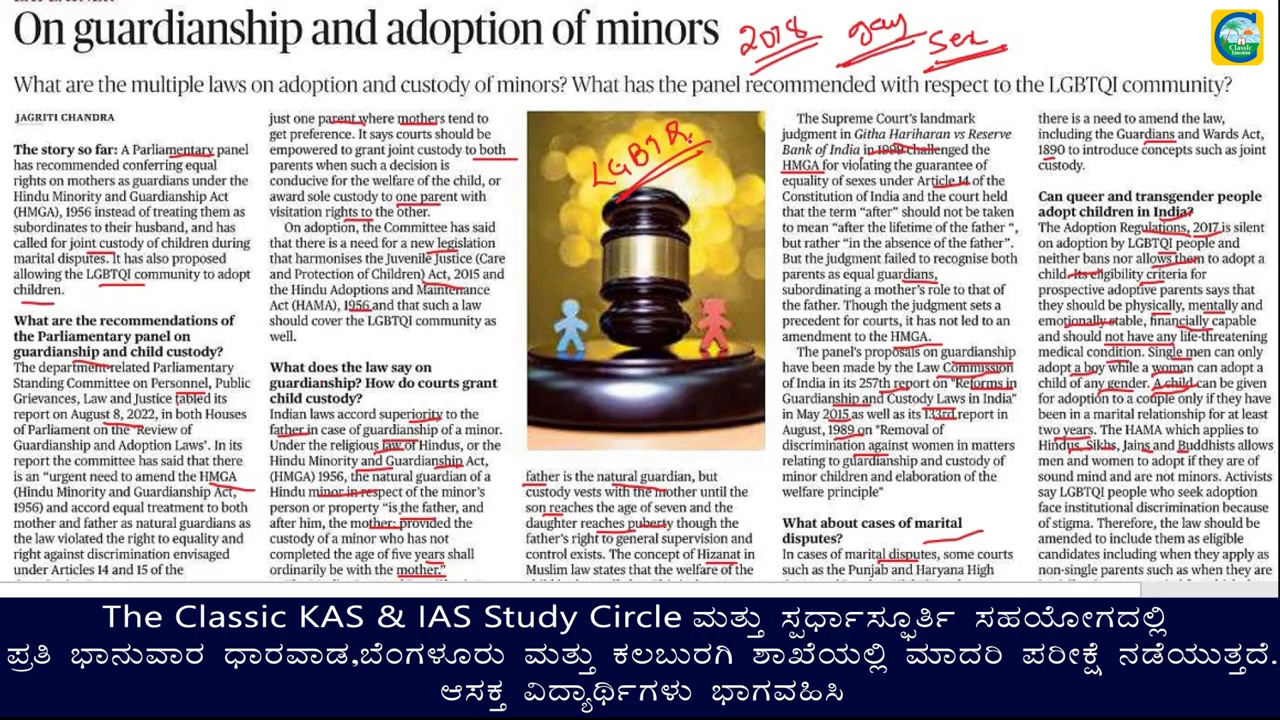 On guardianship and adoption of minors
2018 gay sex
What are the multiple laws on adoption and custody of minors? What has the panel recommended with respect to the LGBTQI community?
Classic
Education
JAGRITI CHANDRA
The story so far: A Parliamentary panel
has recommended conferring equal
rights on mothers as guardians under the
Hindu Minority and Guardianship Act
(HMGA), 1956 instead of treating them as
subordinates to their husband, and has
called for joint custody of children during
marital disputes. It has also proposed
allowing the LGBTQI community to adopt
children.
What are the recommendations of
the Parliamentary panel on
guardianship and child custody?
The department-related Parliamentary
Standing Committee on Personnel, Public
Grievances, Law and Justice tabled its
report on August 8, 2022, in both Houses
of Parliament on the 'Review of
Guardianship and Adoption Laws'. In its
report the committee has said that there
is an "urgent need to amend the HMGA
(Hindu Minority and Guardianship Act,
1956) and accord equal treatment to both
mother and father as natural guardians as
the law violated the right to equality and
right against discrimination envisaged
under Articles 14 and 15 of the
just one parent where mothers tend to
get preference. It says courts should be
empowered to grant joint custody to both
parents when such a decision is
conducive for the welfare of the child, or
award sole custody to one parent with
visitation rights to the other.
On adoption, the Committee has said
that there is a need for a new legislation
that harmonises the Juvenile Justice (Care
and Protection of Children) Act, 2015 and
the Hindu Adoptions and Maintenance
Act (HAMA), 1956 and that such a law
should cover the LGBTQI community as
well.
What does the law say on
guardianship? How do courts grant
child custody?
Indian laws accord superiority to the
father in case of guardianship of a minor.
Under the religious law of Hindus, or the
Hindu Minority and Guardianship Act,
(HMGA) 1956, the natural guardian of a
Hindu minor in respect of the minor's
person or property "is the father, and
after him, the mother: provided the
custody of a minor who has not
completed the age of five years shall
ordinarily be with the mother."
LGBTQ
father is the natural guardian, but
custody vests with the mother until the
son reaches the age of seven and the
daughter reaches puberty though the
father's right to general supervision and
control exists. The concept of Hizanat in
Muslim law states that the welfare of the
The Supreme Court's landmark
judgment in Githa Hariharan vs Reserve
Bank of India in 1999 challenged the
HMGA for violating the guarantee of
equality of sexes under Article 14 of the
Constitution of India and the court held
that the term "after" should not be taken
to mean "after the lifetime of the father ",
but rather "in the absence of the father".
But the judgment failed to recognise both
parents as equal guardians,
subordinating a mother's role to that of
the father. Though the judgment sets a
precedent for courts, it has not led to an
amendment to the HMGA.
The panel's proposals on guardianship
have been made by the Law Commission
of India in its 257th report on "Reforms in
Guardianship and Custody Laws in India"
in May 2015 as well as its 133rd report in
August, 1989 on "Removal of
discrimination against women in matters
relating to guardianship and custody of
minor children and elaboration of the
welfare principle"
What about cases of marital
disputes?
In cases of marital disputes, some courts
such as the Punjab and Haryana High
there is a need to amend the law,
including the Guardians and Wards Act,
1890 to introduce concepts such as joint
custody.
Can queer and transgender people
adopt children in India?
The Adoption Regulations, 2017 is silent
on adoption by LGBTQI people and
neither bans nor allows them to adopt a
child. Its eligibility criteria for
prospective adoptive parents says that
they should be physically, mentally and
emotionally stable, financially capable
and should not have any life-threatening
medical condition. Single men can only
adopt a boy while a woman can adopt a
child of any gender. A child can be given
for adoption to a couple only if they have
been in a marital relationship for at least
two years. The HAMA which applies to
Hindus, Sikhs, Jains and Buddhists allows
men and women to adopt if they are of
sound mind and are not minors. Activists
say LGBTQI people who seek adoption
face institutional discrimination because
of stigma. Therefore, the law should be
amended to include them as eligible
candidates including when they apply as
non-single parents such as when they are
The Classic KAS & IAS Study Circle ಮತ್ತು ಸ್ಪರ್ಧಾಸ್ಫೂರ್ತಿ ಸಹಯೋಗದಲ್ಲಿ
ಪ್ರತಿ ಭಾನುವಾರ ಧಾರವಾಡ,ಬೆಂಗಳೂರು ಮತ್ತು ಕಲಬುರಗಿ ಶಾಖೆಯಲ್ಲಿ ಮಾದರಿ ಪರೀಕ್ಷೆ ನಡೆಯುತ್ತದೆ.
ಆಸಕ್ತ ವಿದ್ಯಾರ್ಥಿಗಳು ಭಾಗವಹಿಸಿ